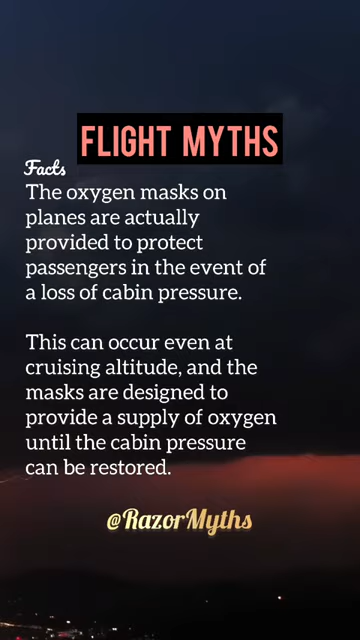 FLIGHT MYTHS
Facts
The oxygen masks on
planes are actually
provided to protect
passengers in the event of
a loss of cabin pressure.
This can occur even at
cruising altitude, and the
masks are designed to
provide a supply of oxygen
until the cabin pressure
can be restored.
@RazorMyths